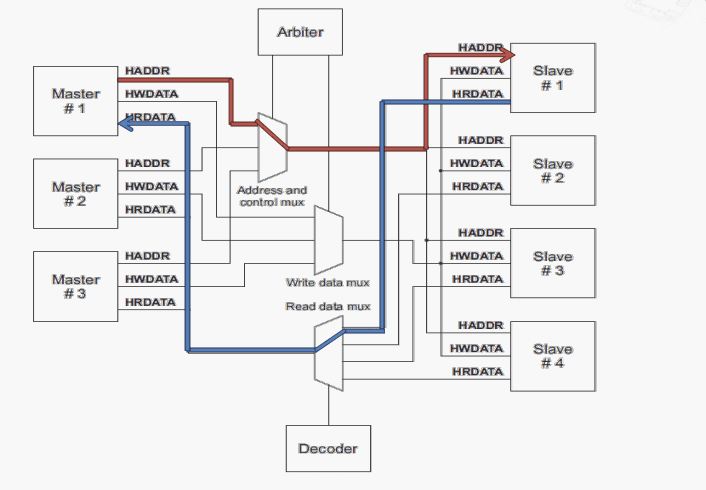 Arbiter
Master
# 1
HADDR
HWDATA
HRDATA
Master
# 2
HADDR
HWDATA
HRDATA
Master
# 3
HADDR
HWDATA
HRDATA
Address and
control mux
Write data mux
Read data mux
HADDR
HWDATA
HRDATA
Slave
# 1
HADDR
HWDATA
HRDATA
Slave
# 2
HADDR
HWDATA
HRDATA
Slave
# 3
HADDR
HWDATA
HRDATA
Slave
# 4
Decoder